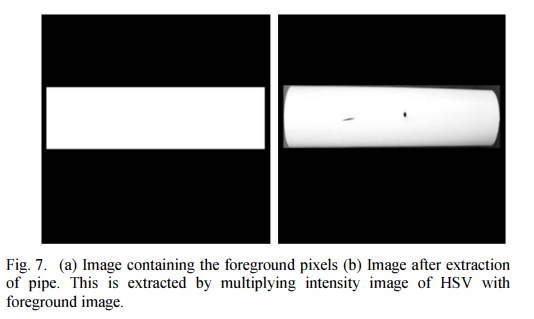 Fig. 7. (a) Image containing the foreground pixels (b) Image after extraction
of pipe. This is extracted by multiplying intensity image of HSV with
foreground image.